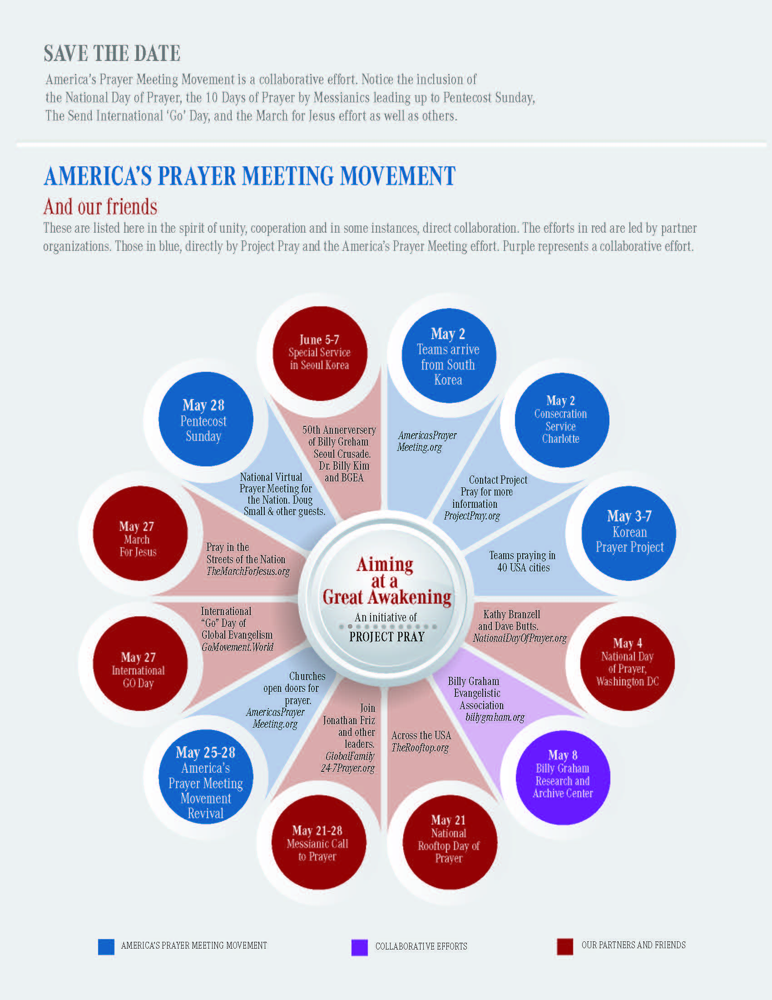 SAVE THE DATE
America's Prayer Meeting Movement is a collaborative effort. Notice the inclusion of
the National Day of Prayer, the 10 Days of Prayer by Messianics leading up to Pentecost Sunday,
The Send International ‘Go’ Day, and the March for Jesus effort as well as others.
AMERICA’S PRAYER MEETING MOVEMENT
And our friends
These are listed here in the spirit of unity, cooperation and in some instances, direct collaboration. The efforts in red are led by partner
organizations. Those in blue, directly by Project Pray and the America’s Prayer Meeting effort. Purple represents a collaborative effort.
May 2
Teams arrive
from South
Korea
AmericasPrayer
Meeting.org
May 2
Consecration
Service
Charlotte
Contact Project
Pray for more
information
ProjectPray.org
May 3-7
Korean
Prayer Project
Teams praying in
40 USA cities
May 4
National Day
of Prayer,
Washington DC
Kathy Branzell
and Dave Butts.
NationalDayOfPrayer.org
May 8
Billy Graham
Research and
Archive Center
Billy Graham
Evangelistic
Association
billygraham.org
May 21
National
Rooftop Day of
Prayer
Across the USA
TheRooftop.org
May 21-28
Messianic Call
to Prayer
Join
Jonathan Friz
and other
leaders.
GlobalFamily
24-7Prayer.org
May 25-28
America’s
Prayer Meeting
Movement
Revival
Churches
open doors for
prayer.
AmericasPrayer
Meeting.org
May 27
International
GO Day
International
“Go” Day of
Global Evangelism
GoMovement.World
May 27
March
For Jesus
Pray in the
Streets of the Nation
TheMarchForJesus.org
May 28
Pentecost
Sunday
National Virtual
Prayer Meeting for
the Nation. Doug
Small & other guests.
June 5-7
Special Service
in Seoul Korea
50th Annerversery
of Billy Greham
Seoul Crusade.
Dr. Billy Kim
and BGEA
Aiming
at a
Great Awakening
An initiative of
PROJECT PRAY
AMERICA’S PRAYER MEETING MOVEMENT
COLLABORATIVE EFFORTS
OUR PARTNERS AND FRIENDS